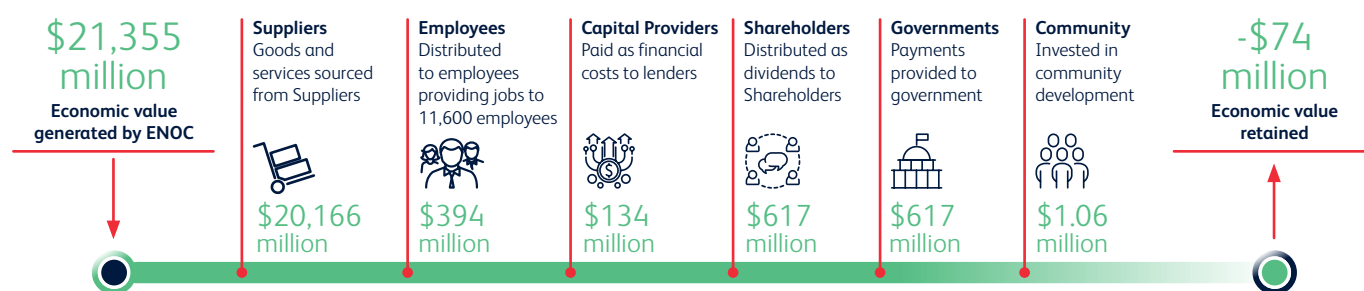 $21,355
million
Economic value
generated by ENOC
Suppliers
Goods and
services sourced
from Suppliers
$20,166
million
Employees
Distributed
to employees
providing jobs to
11,600 employees
$394
million
Capital Providers
Paid as financial
costs to lenders
$
$134
million
Shareholders
Distributed as
dividends to
Shareholders
$617
million
Governments
Payments
provided to
government
$617
million
Community
Invested in
community
development
$1.06
million
-$74
million
Economic value
retained